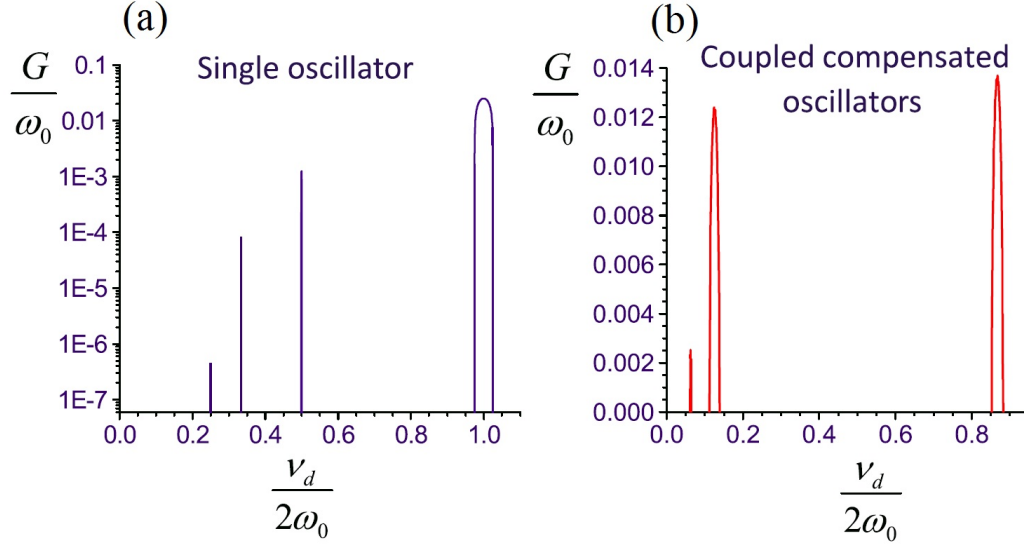 (a)
Single oscillator
G
ω0
0.1
0.01
1E-3
1E-4
1E-5
1E-6
1E-7
0.0 0.2 0.4 0.6 0.8 1.0
νd
2ω0
(b)
Coupled compensated
oscillators
G
ω0
0.014
0.012
0.010
0.008
0.006
0.004
0.002
0.000
0.0 0.2 0.4 0.6 0.8
νd
2ω0